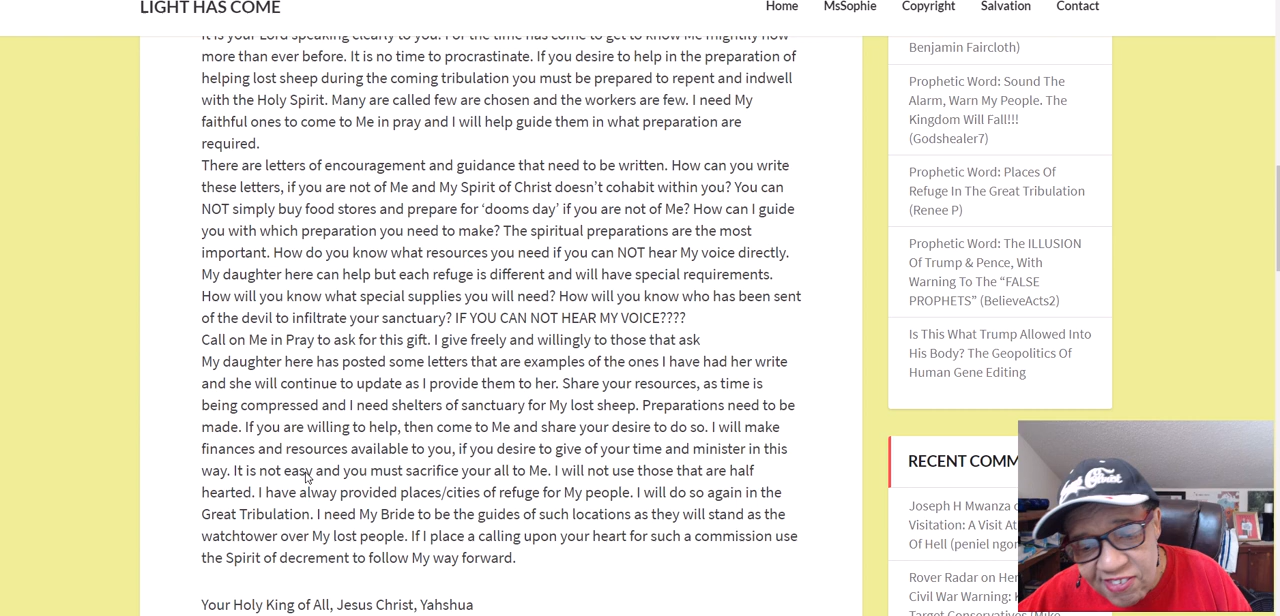 LIGHT HAS COME
Home
MsSophie
Copyright
Salvation
Contact
It is your Lord speaking clearly to you. For the time has come to get to know Me mightily now
more than ever before. It is no time to procrastinate. If you desire to help in the preparation of
helping lost sheep during the coming tribulation you must be prepared to repent and indwell
with the Holy Spirit. Many are called few are chosen and the workers are few. I need My
faithful ones to come to Me in pray and I will help guide them in what preparation are
required.
There are letters of encouragement and guidance that need to be written. How can you write
these letters, if you are not of Me and My Spirit of Christ doesn’t cohabit within you? You can
NOT simply buy food stores and prepare for ‘dooms day’ if you are not of Me? How can I guide
you with which preparation you need to make? The spiritual preparations are the most
important. How do you know what resources you need if you can NOT hear My voice directly.
My daughter here can help but each refuge is different and will have special requirements.
How will you know what special supplies you will need? How will you know who has been sent
of the devil to infiltrate your sanctuary? IF YOU CAN NOT HEAR MY VOICE????
Call on Me in Pray to ask for this gift. I give freely and willingly to those that ask
My daughter here has posted some letters that are examples of the ones I have had her write
and she will continue to update as I provide them to her. Share your resources, as time is
being compressed and I need shelters of sanctuary for My lost sheep. Preparations need to be
made. If you are willing to help, then come to Me and share your desire to do so. I will make
finances and resources available to you, if you desire to give of your time and minister in this
way. It is not easy and you must sacrifice your all to Me. I will not use those that are half
hearted. I have alway provided places/cities of refuge for My people. I will do so again in the
Great Tribulation. I need My Bride to be the guides of such locations as they will stand as the
watchtower over My lost people. If I place a calling upon your heart for such a commission use
the Spirit of decrement to follow My way forward.
Your Holy King of All, Jesus Christ, Yahshua
Benjamin Faircloth)
Prophetic Word: Sound The
Alarm, Warn My People. The
Kingdom Will Fall!!!
(Godshealer7)
Prophetic Word: Places Of
Refuge In The Great Tribulation
(Renee P)
Prophetic Word: The ILLUSION
Of Trump & Pence, With
Warning To The “FALSE
PROPHETS” (BelieveActs2)
Is This What Trump Allowed Into
His Body? The Geopolitics Of
Human Gene Editing
RECENT COMM
Joseph H Mwanza
Visitation: A Visit At
Of Hell (peniel ngon
Rover Radar on Her
Civil War Warning:
Target Conservatives (Mike